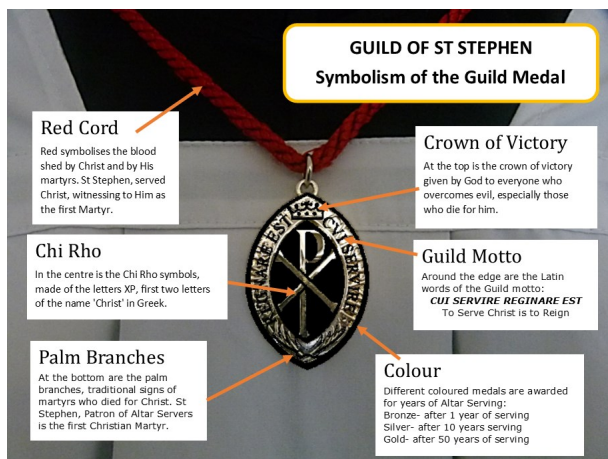 GUILD OF ST STEPHEN
Symbolism of the Guild Medal
Red Cord
Red symbolises the blood
shed by Christ and by His
martyrs. St Stephen, served
Christ, witnessing to Him as
the first Martyr.
Crown of Victory
At the top is the crown of victory
given by God to everyone who
overcomes evil, especially those
who die for him.
Chi Rho
In the centre is the Chi Rho symbols,
made of the letters XP, first two letters
of the name 'Christ' in Greek.
Guild Motto
Around the edge are the Latin
words of the Guild motto:
CUI SERVIRE REGINARE EST
To Serve Christ is to Reign
Palm Branches
At the bottom are the palm
branches, traditional signs of
martyrs who died for Christ. St
Stephen, Patron of Altar Servers
is the first Christian Martyr.
Colour
Different coloured medals are awarded
for years of Altar Serving:
Bronze- after 1 year of serving
Silver- after 10 years serving
Gold- after 50 years of serving
CVI SERVIRE
REGNARE EST